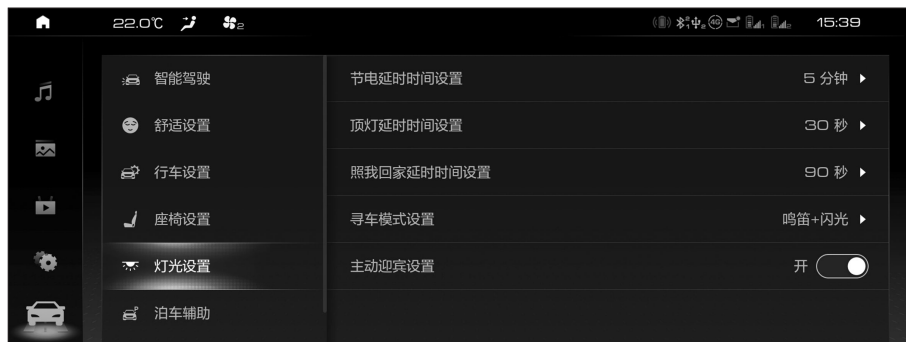 22.0℃ 2 4G 1 2 15:39
智能驾驶
舒适设置
行车设置
座椅设置
灯光设置
泊车辅助
节电延时时间设置 5 分钟
顶灯延时时间设置 30 秒
照我回家延时时间设置 90 秒
寻车模式设置 鸣笛+闪光
主动迎宾设置 开